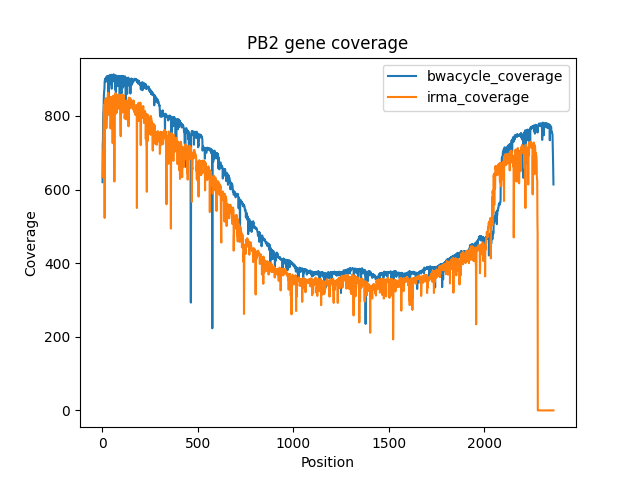 PB2 gene coverage
bwacycle_coverage
irma_coverage
Coverage
800
600
400
200
0
0 500 1000 1500 2000
Position